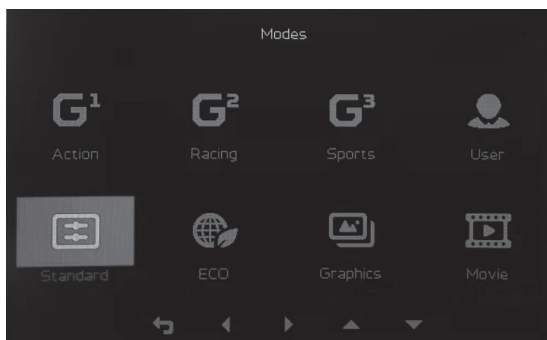 Modes
G¹ G² G³
Action Racing Sports User
Standard ECO Graphics Movie